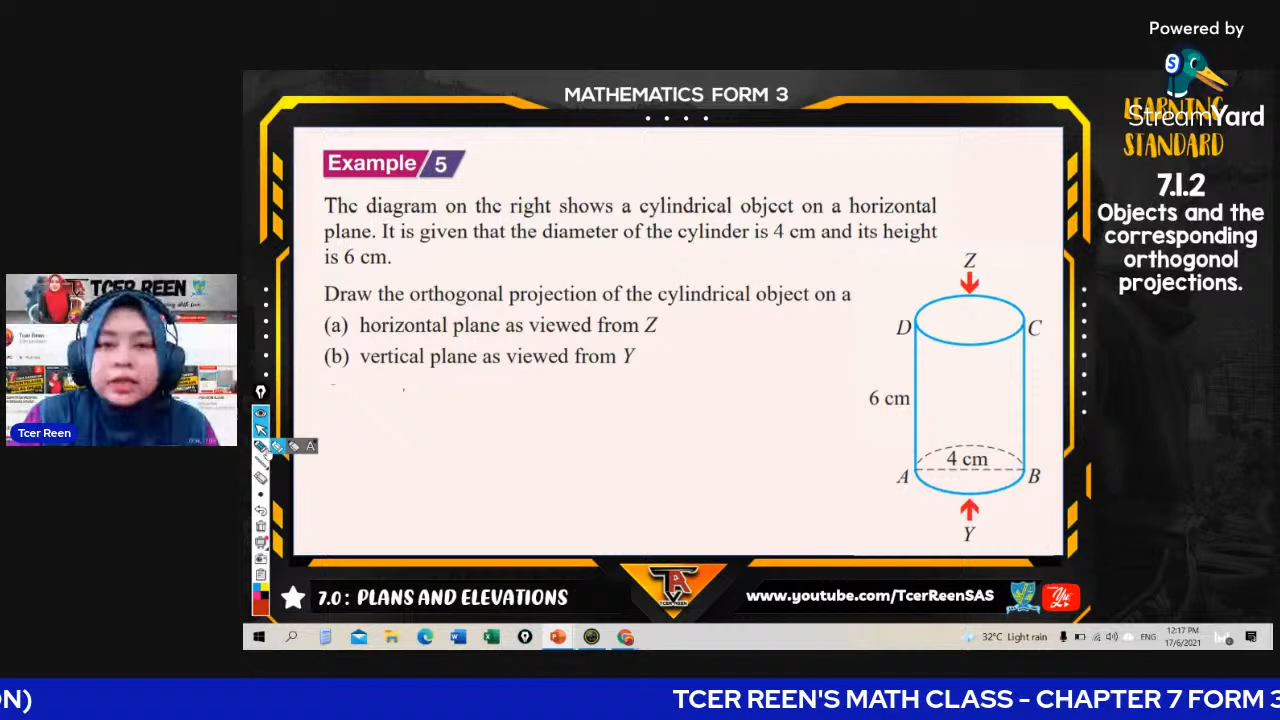 Powered by
StreamYard
LEARNING
STANDARD
7.1.2
Objects and the
corresponding
orthogonol
projections.
MATHEMATICS FORM 3
Example 5
The diagram on the right shows a cylindrical object on a horizontal
plane. It is given that the diameter of the cylinder is 4 cm and its height
is 6 cm.
Draw the orthogonal projection of the cylindrical object on a
(a) horizontal plane as viewed from Z
(b) vertical plane as viewed from Y
Z
D
C
6 cm
4 cm
A
B
Y
TCER REEN
Tcer Reen
Tcer Reen
A
7.0 : PLANS AND ELEVATIONS
TCER REEN
www.youtube.com/TcerReenSAS
32°C Light rain
ENG
12:17 PM
17/6/2021
ON)
TCER REEN'S MATH CLASS - CHAPTER 7 FORM 3